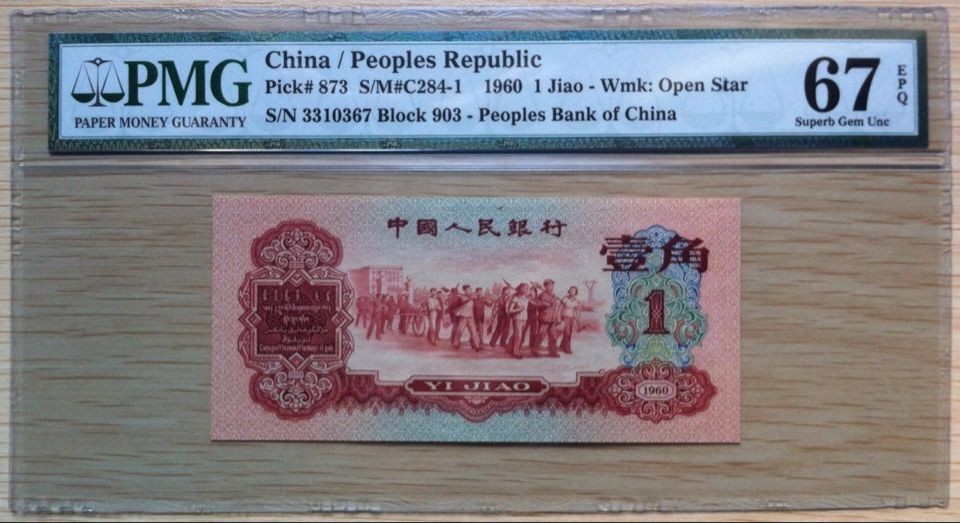 PMG
PAPER MONEY GUARANTY
China / Peoples Republic
Pick# 873 S/M#C284-1 1960 1 Jiao - Wmk: Open Star
S/N 3310367 Block 903 - Peoples Bank of China
67
EPQ
Superb Gem Unc
中國人民銀行
壹角
1
YI JIAO
1960